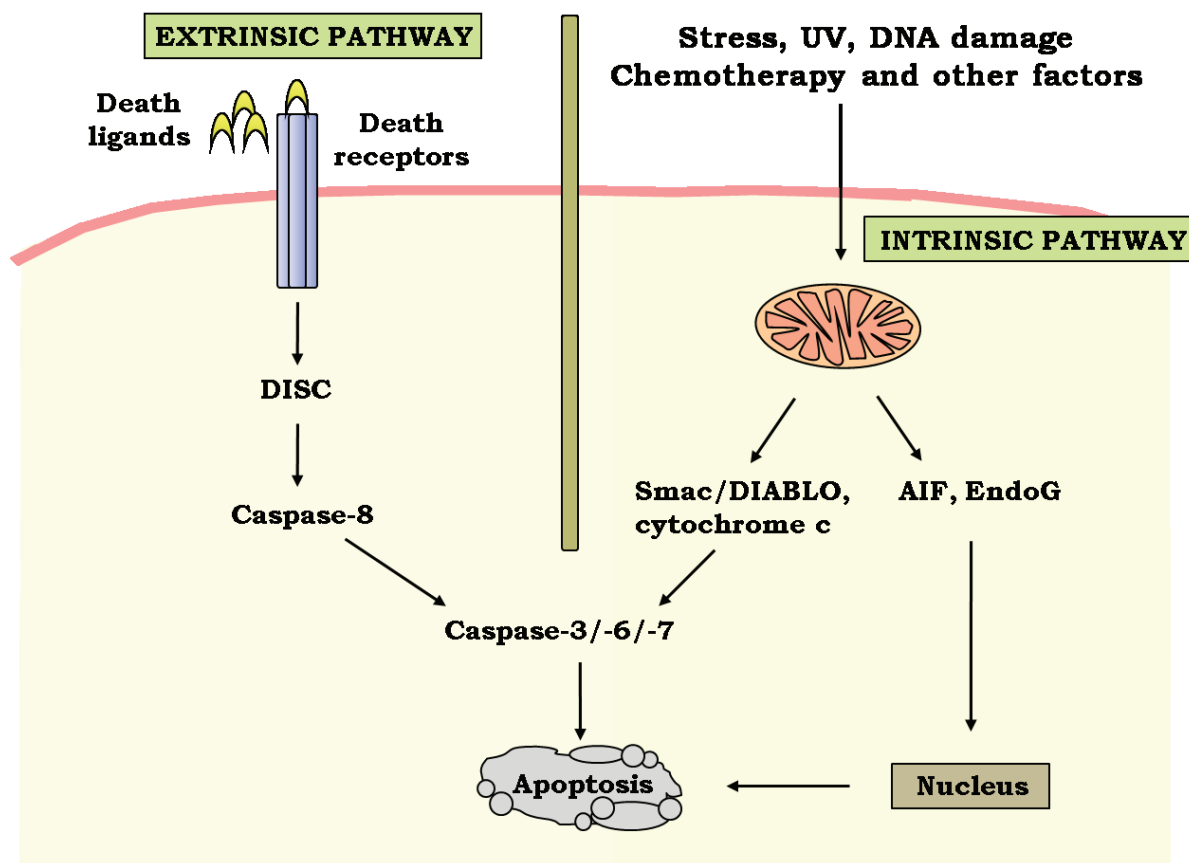 EXTRINSIC PATHWAY
Death
ligands
Death
receptors
DISC
Caspase-8
Stress, UV, DNA damage
Chemotherapy and other factors
INTRINSIC PATHWAY
Smac/DIABLO,
cytochrome c
AIF, EndoG
Caspase-3/-6/-7
Apoptosis
Nucleus